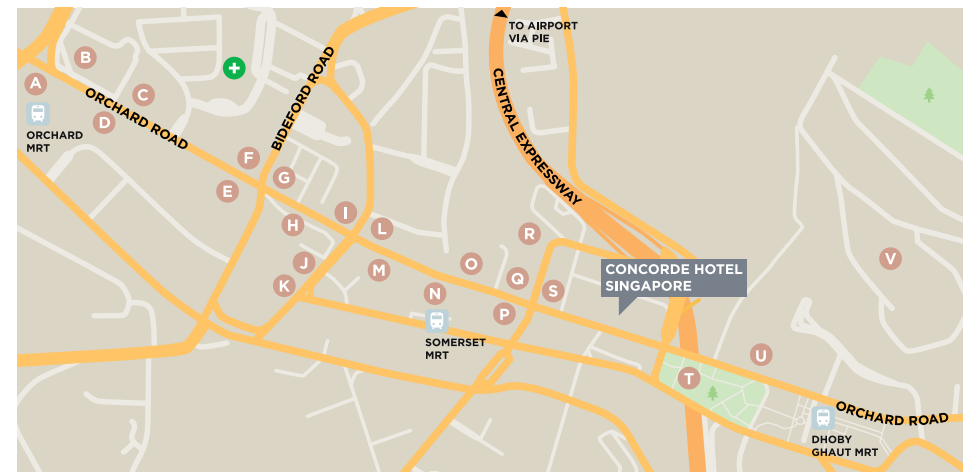 TO AIRPORT
VIA PIE
B
A
C
D
ORCHARD
MRT
ORCHARD ROAD
BIDEFORD ROAD
CENTRAL EXPRESSWAY
F
G
E
I
H
L
R
J
K
M
O
N
Q
S
P
CONCORDE HOTEL
SINGAPORE
V
SOMERSET
MRT
U
T
ORCHARD ROAD
DHOBY
GHAUT MRT